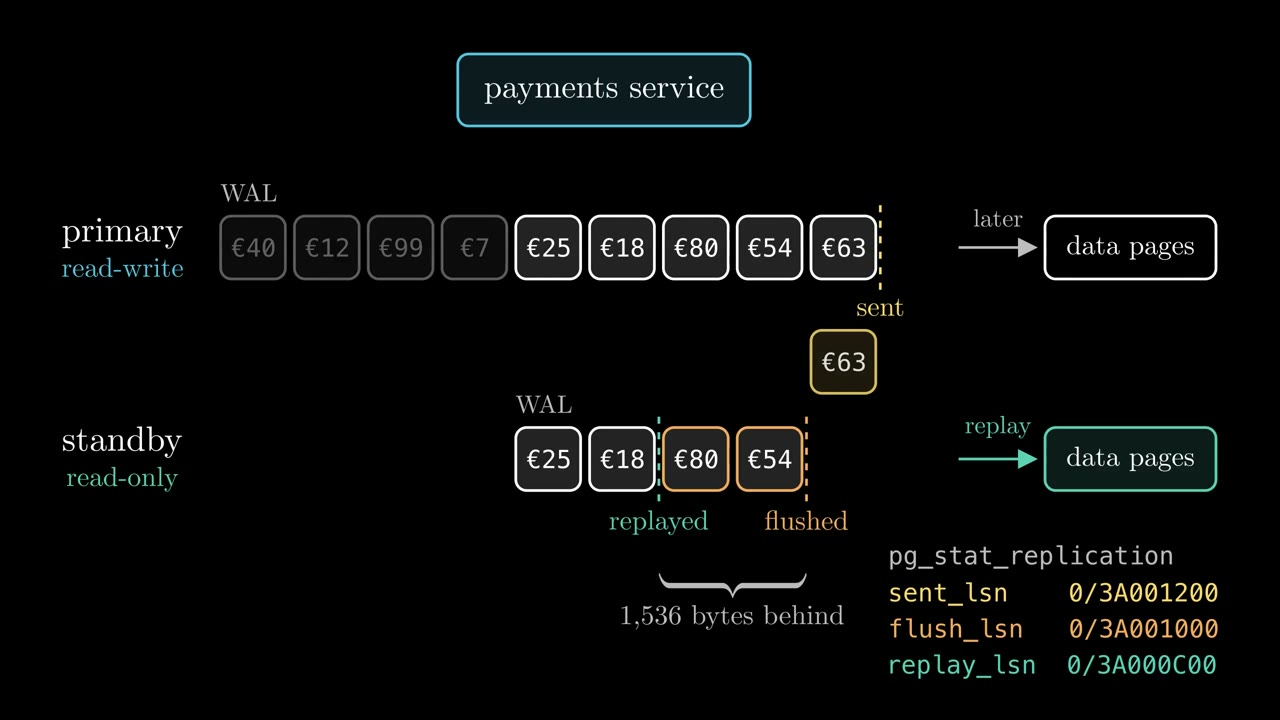 payments service
WAL
primary
read-write
€40 €12 €99 €7 €25 €18 €80 €54 €63
later
data pages
sent
€63
WAL
standby
read-only
€25 €18 €80 €54
replay
data pages
replayed
flushed
1,536 bytes behind
pg_stat_replication
sent_lsn 0/3A001200
flush_lsn 0/3A001000
replay_lsn 0/3A000C00